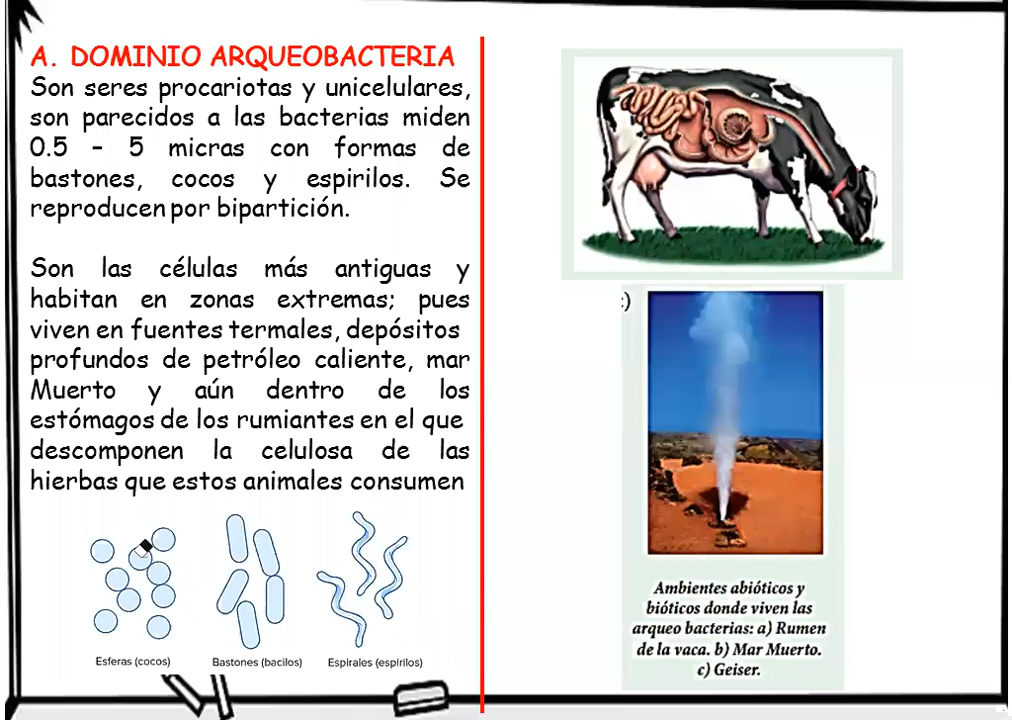 A. DOMINIO ARQUEOBACTERIA
Son seres procariotas y unicelulares,
son parecidos a las bacterias miden
0.5 – 5 micras con formas de
bastones, cocos y espirilos. Se
reproducen por bipartición.
Son las células más antiguas y
habitan en zonas extremas; pues
viven en fuentes termales, depósitos
profundos de petróleo caliente, mar
Muerto y aún dentro de los
estómagos de los rumiantes en el que
descomponen la celulosa de las
hierbas que estos animales consumen
Esferas (cocos)
Bastones (bacilos)
Espirales (espirilos)
:)
Ambientes abióticos y
bióticos donde viven las
arqueo bacterias: a) Rumen
de la vaca. b) Mar Muerto.
c) Geiser.